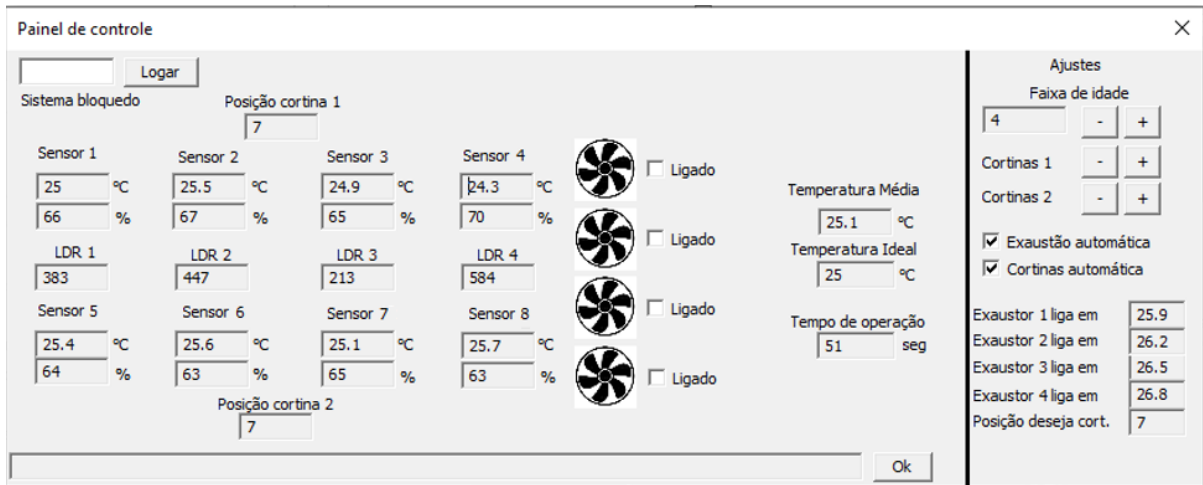 Painel de controle
Logar
Sistema bloquedo
Posição cortina 1
7
Sensor 1 Sensor 2 Sensor 3 Sensor 4
25 ºC 25.5 ºC 24.9 ºC 24.3 ºC
66 % 67 % 65 % 70 %
LDR 1 LDR 2 LDR 3 LDR 4
383 447 213 584
Sensor 5 Sensor 6 Sensor 7 Sensor 8
25.4 ºC 25.6 ºC 25.1 ºC 25.7 ºC
64 % 63 % 65 % 63 %
Posição cortina 2
7
Ligado
Ligado
Ligado
Ligado
Temperatura Média
25.1 ºC
Temperatura Ideal
25 ºC
Tempo de operação
51 seg
Ok
Ajustes
Faixa de idade
4 - +
Cortinas 1 - +
Cortinas 2 - +
Exaustão automática
Cortinas automática
Exaustor 1 liga em 25.9
Exaustor 2 liga em 26.2
Exaustor 3 liga em 26.5
Exaustor 4 liga em 26.8
Posição deseja cort. 7